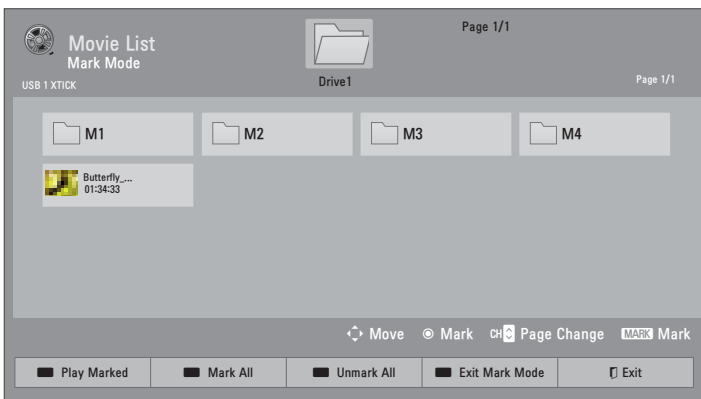 Movie List
Mark Mode
USB 1 XTICK
Drive1
Page 1/1
Page 1/1
M1
M2
M3
M4
Butterfly_...
01:34:33
Move
Mark
CH Page Change
MARK Mark
Play Marked
Mark All
Unmark All
Exit Mark Mode
Exit